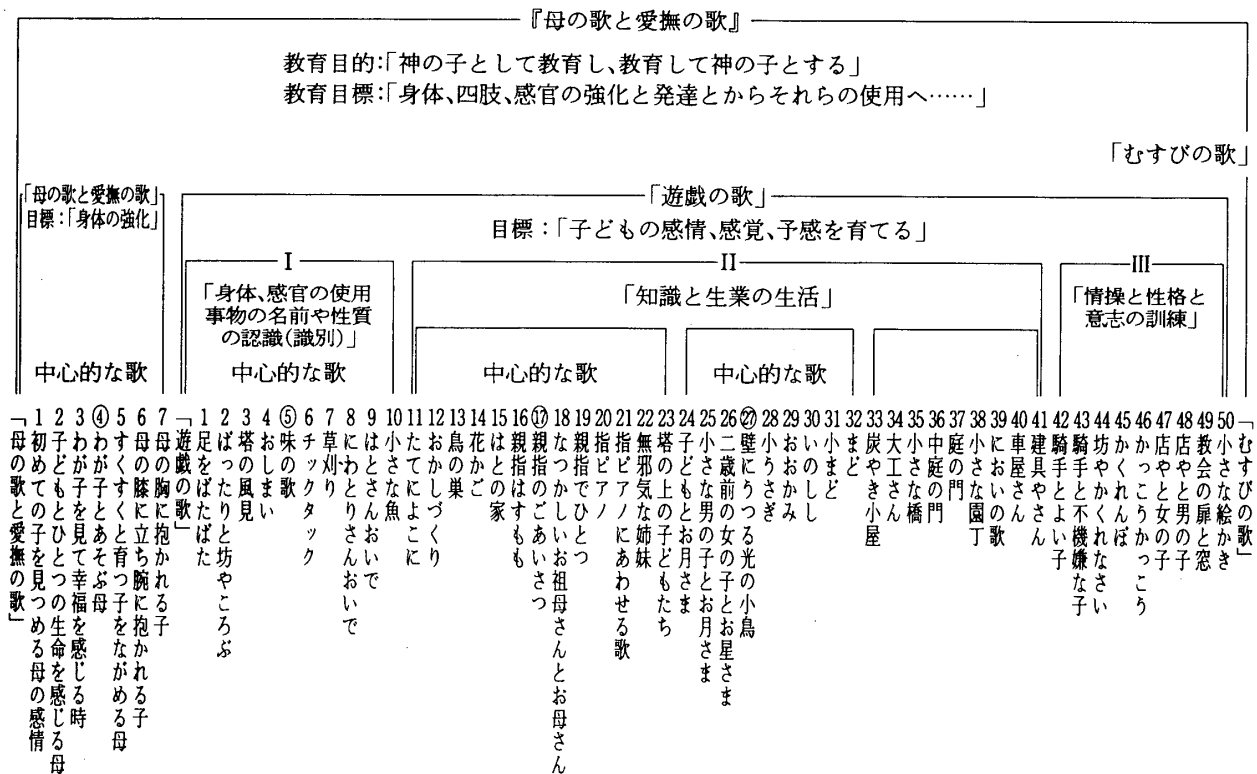 『母の歌と愛撫の歌』
教育目的:「神の子として教育し、教育して神の子とする」
教育目標:「身体、四肢、感官の強化と発達とからそれらの使用へ……」
「むすびの歌」
「母の歌と愛撫の歌」
目標:「身体の強化」
「遊戯の歌」
目標:「子どもの感情、感覚、予感を育てる」
I
「身体、感官の使用
事物の名前や性質
の認識(識別)」
II
「知識と生業の生活」
III
「情操と性格と
意志の訓練」
中心的な歌
中心的な歌
中心的な歌
中心的な歌
「母の歌と愛撫の歌」
1 初めての子を見つめる母の感情
2 子どもとひとつの生命を感じる母
3 わが子を見て幸福を感じる時
④ わが子とあそぶ母
5 すくすくと育つ子をながめる母
6 母の膝に立ち腕に抱かれる子
7 母の胸に抱かれる子
「遊戯の歌」
1 足をばたばた
2 ばったりと坊やころぶ
3 塔の風見
4 おしまい
⑤ 味の歌
6 チックタック
7 草刈り
8 にわとりさんおいで
9 はとさんおいで
10 小さな魚
11 たてによこに
12 おかしづくり
13 鳥の巣
14 花かご
15 はとの家
16 親指はすもも
⑰ 親指のごあいさつ
18 なつかしいお祖母さんとお母さん
19 親指でひとつ
20 指ピアノ
21 指ピアノにあわせる歌
22 無邪気な姉妹
23 塔の上の子どもたち
24 子どもとお月さま
25 小さな男の子とお月さま
26 二歳前の女の子とお星さま
㉗ 壁にうつる光の小鳥
28 小うさぎ
29 おおかみ
30 いのしし
31 小まど
32 まど
33 炭やき小屋
34 大工さん
35 小さな橋
36 中庭の門
37 庭の門
38 小さな園丁
39 においの歌
40 車屋さん
41 建具やさん
42 騎手とよい子
43 騎手と不機嫌な子
44 坊やかくれなさい
45 かくれんぼ
46 かっこうかっこう
47 店やと女の子
48 店やと男の子
49 教会の扉と窓
50 小さな絵かき
「むすびの歌」